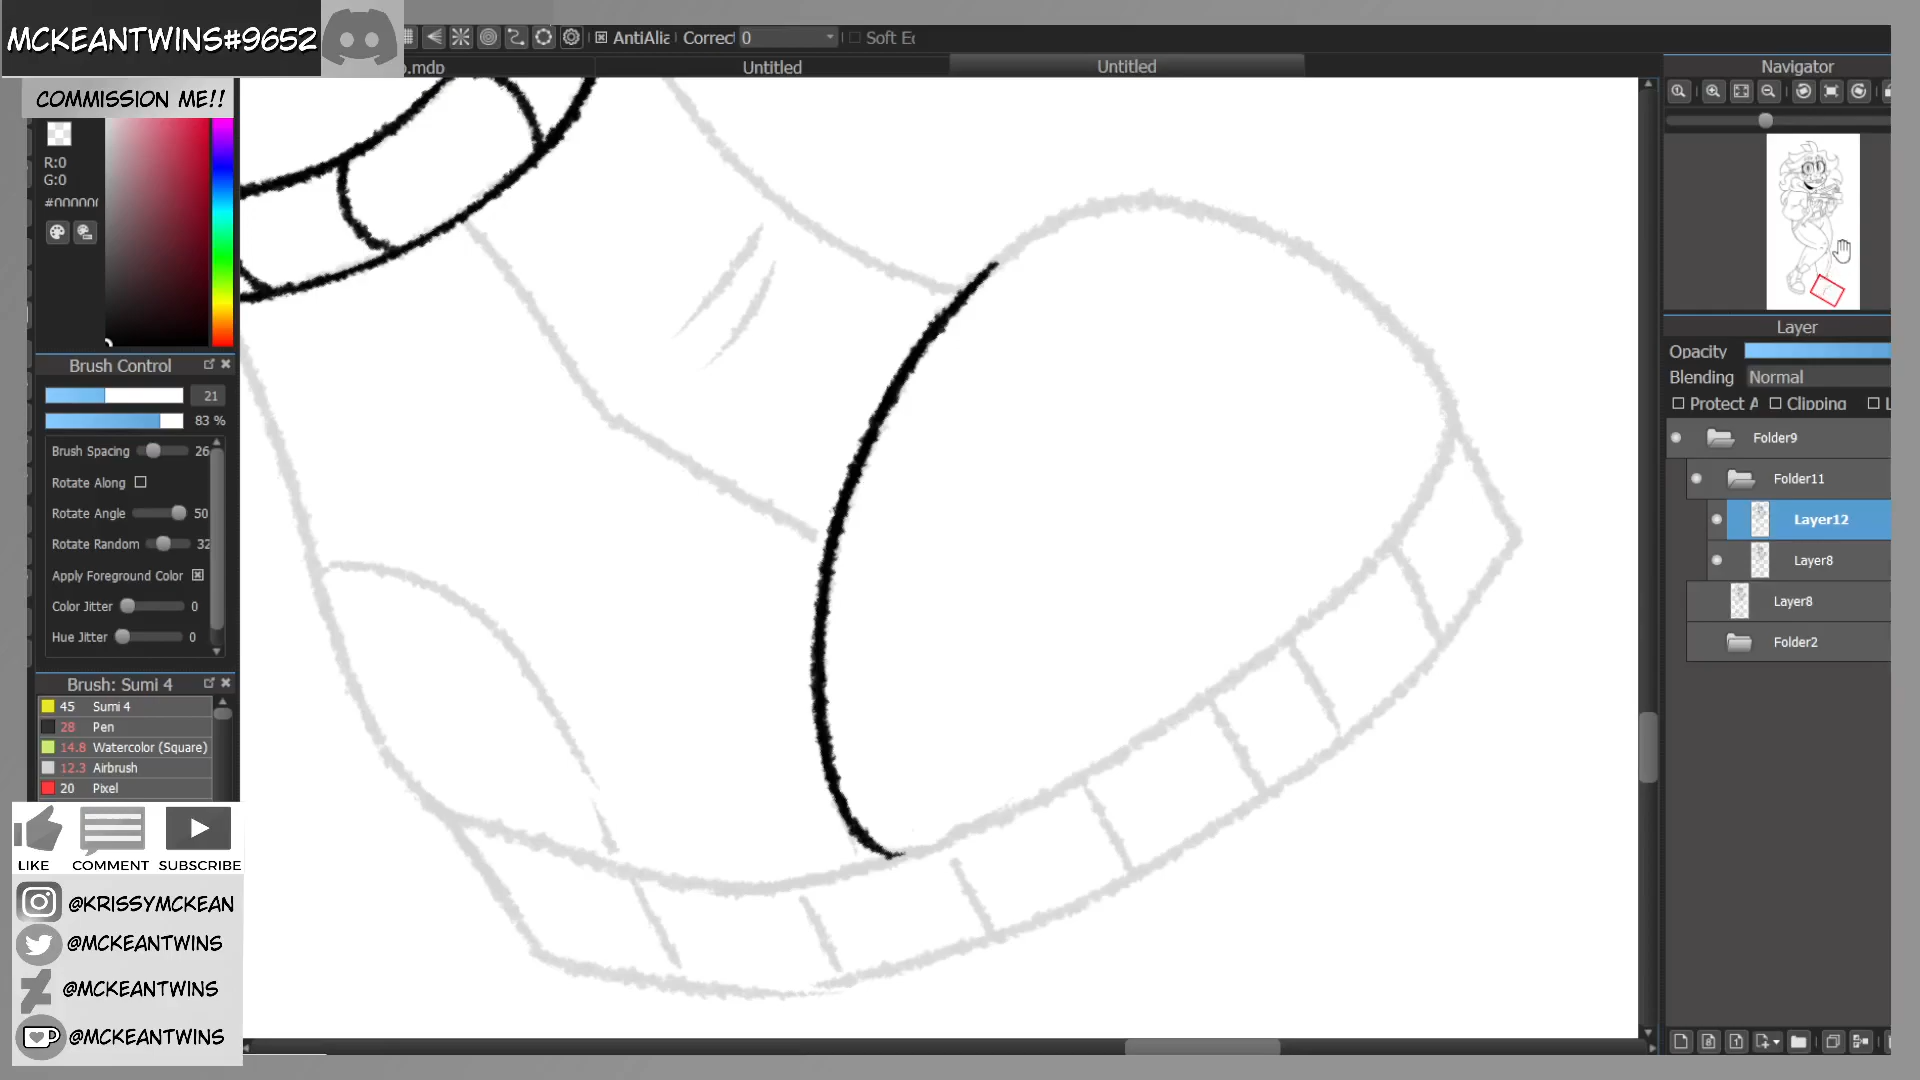 MCKEANTWINS#9652
COMMISSION ME!!
AntiAlia
Correct
0
Soft E
o.mdp
Untitled
Untitled
Navigator
R:0
G:0
#000000
Brush Control
21
83 %
Brush Spacing 26
Rotate Along
Rotate Angle 50
Rotate Random 32
Apply Foreground Color
Color Jitter 0
Hue Jitter 0
Brush: Sumi 4
45 Sumi 4
28 Pen
14.8 Watercolor (Square)
12.3 Airbrush
20 Pixel
LIKE COMMENT SUBSCRIBE
@KRISSYMCKEAN
@MCKEANTWINS
@MCKEANTWINS
@MCKEANTWINS
Layer
Opacity
Blending Normal
Protect A Clipping L
Folder9
Folder11
Layer12
Layer8
Layer8
Folder2